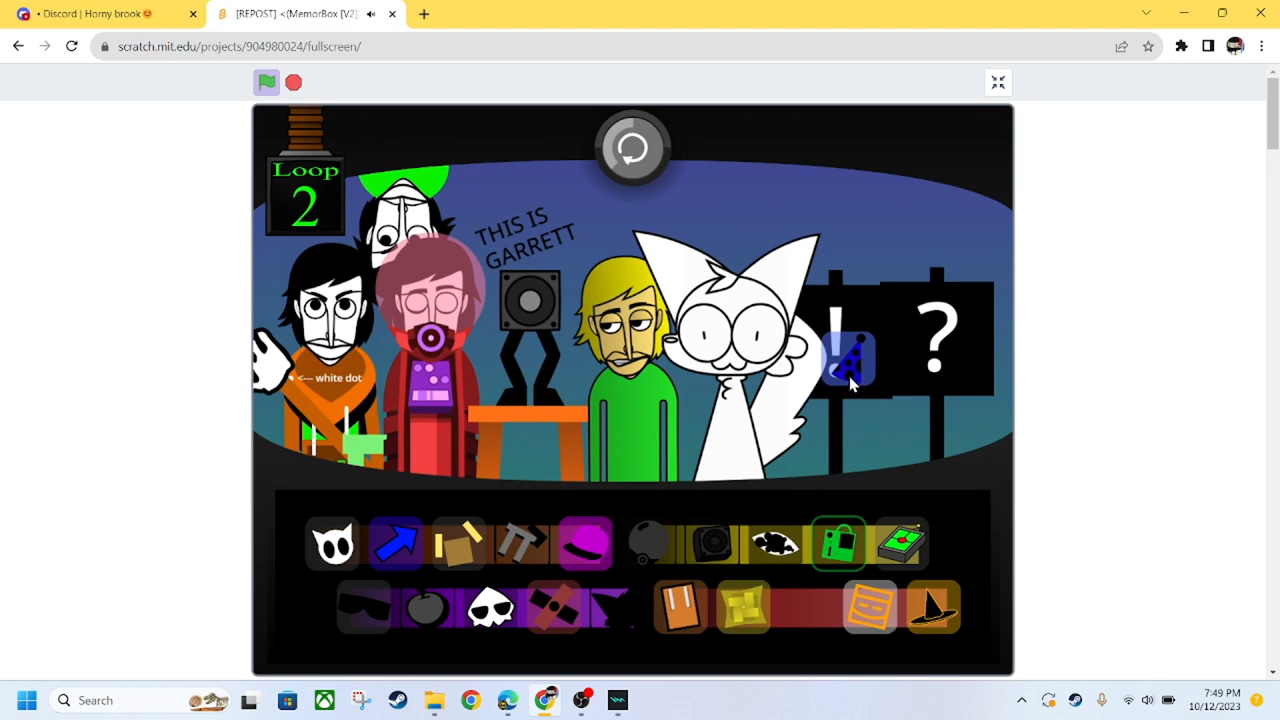 Discord | Horny brook
[REPOST] <{MemorBox [V2]
scratch.mit.edu/projects/904980024/fullscreen/
Loop
2
THIS IS
GARRETT
<--- white dot
!
?
Search
7:49 PM
10/12/2023